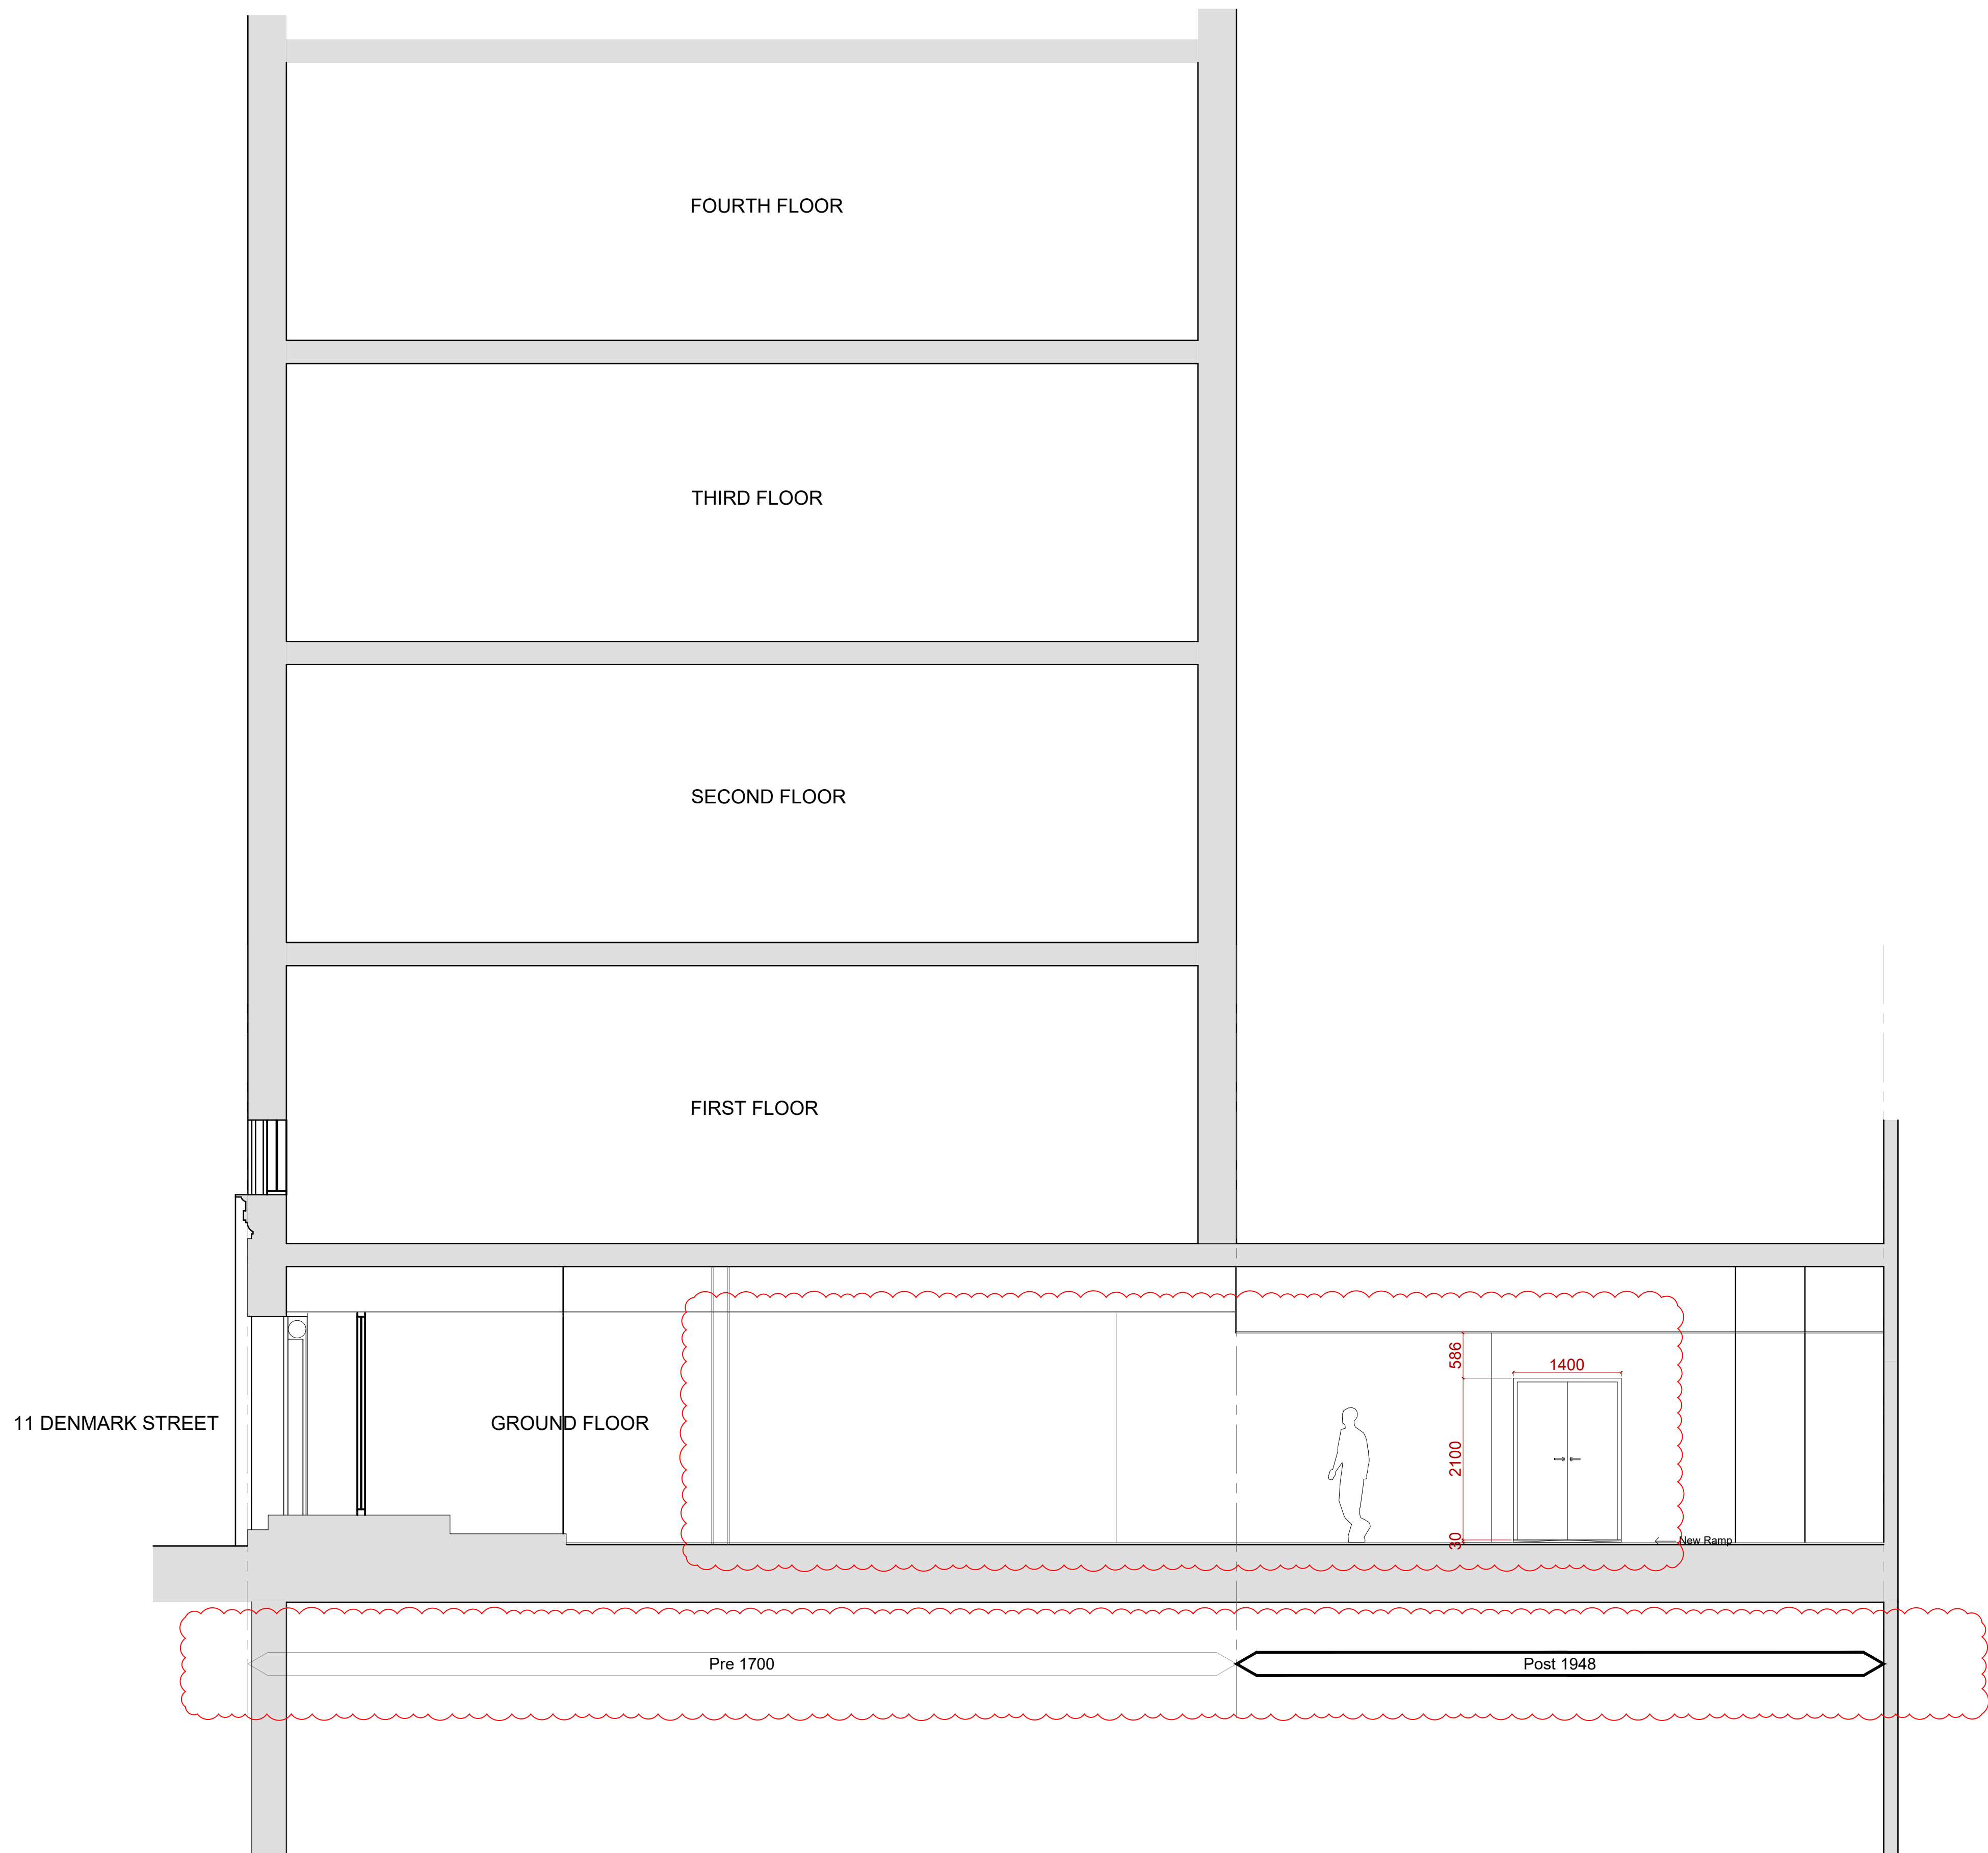 FOURTH FLOOR
THIRD FLOOR
SECOND FLOOR
FIRST FLOOR
586
1400
11 DENMARK STREET
GROUND FLOOR
2100
30
New Ramp
Pre 1700
Post 1948